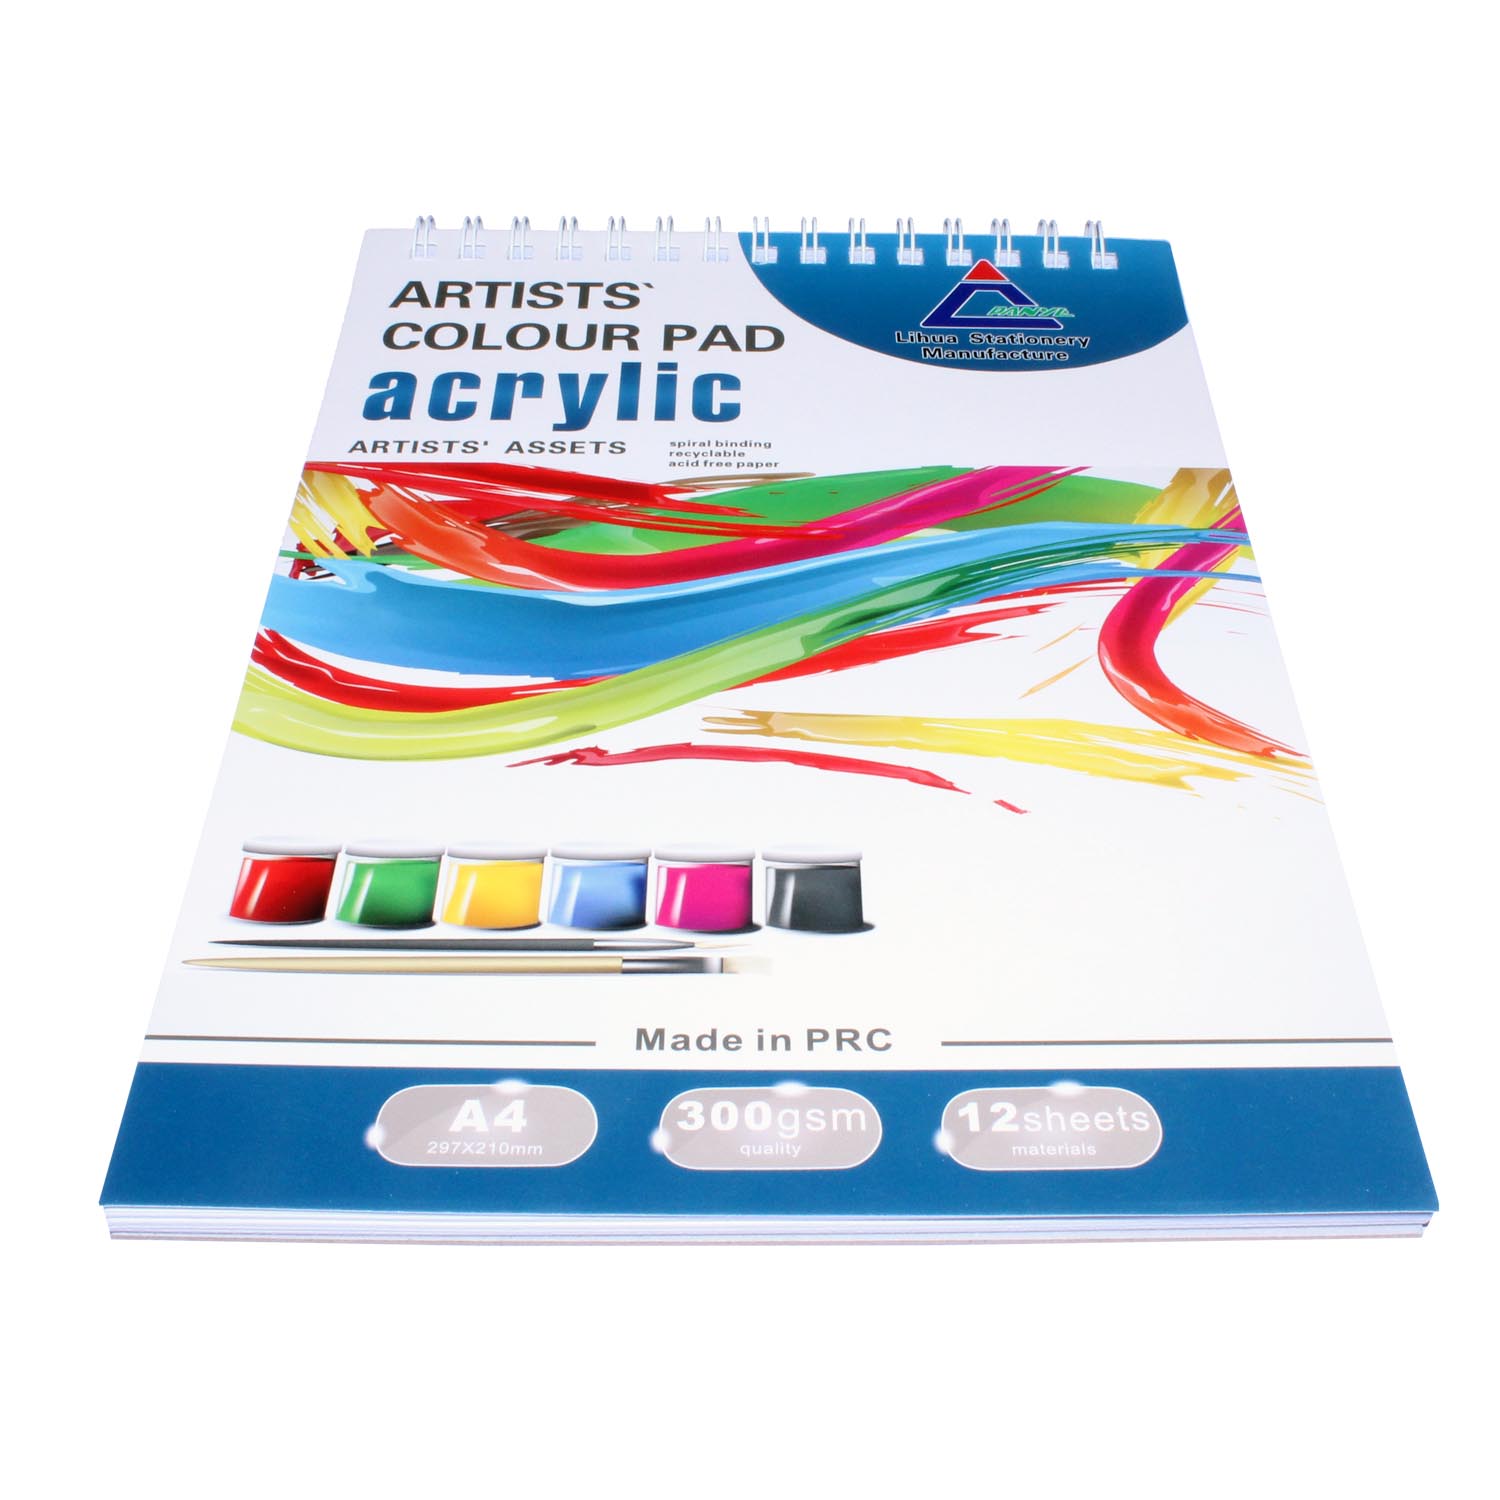 ARTISTS`
COLOUR PAD
acrylic
ARTISTS' ASSETS
spiral binding
recyclable
acid free paper
Lihua Stationery
Manufacture
Made in PRC
A4
297X210mm
300gsm
quality
12sheets
materials